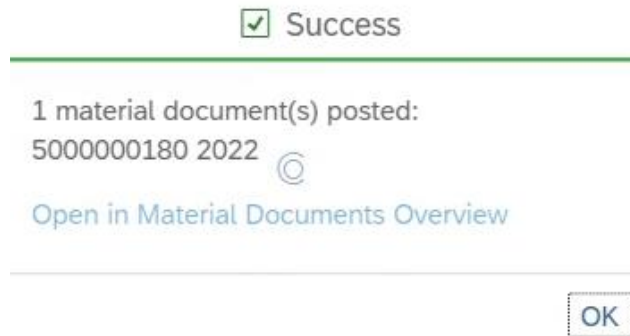 Success
1 material document(s) posted:
5000000180 2022
Open in Material Documents Overview
OK